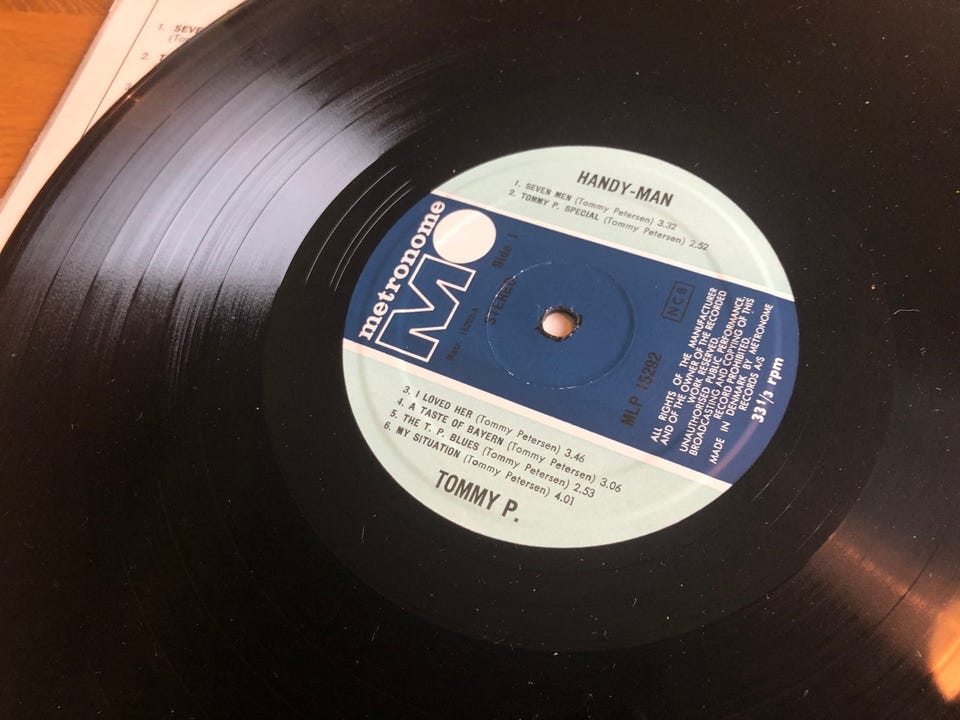 1. SEVE
2. T
HANDY-MAN
1. SEVEN MEN (Tommy Petersen) 3.32
2. TOMMY P. SPECIAL (Tommy Petersen) 2.52
metronome
M
STEREO Side 1
NCB
MLP 15292
ALL RIGHTS OF THE MANUFACTURER
AND OF THE OWNER OF THE RECORDED
WORK RESERVED.
UNAUTHORISED PUBLIC PERFORMANCE,
BROADCASTING AND COPYING OF THIS
RECORD PROHIBITED.
MADE IN DENMARK BY METRONOME
RECORDS A/S
33 1/3 rpm
3. I LOVED HER (Tommy Petersen) 3.46
4. A TASTE OF BAYERN (Tommy Petersen) 3.06
5. THE T. P. BLUES (Tommy Petersen) 2.53
6. MY SITUATION (Tommy Petersen) 4.01
TOMMY P.